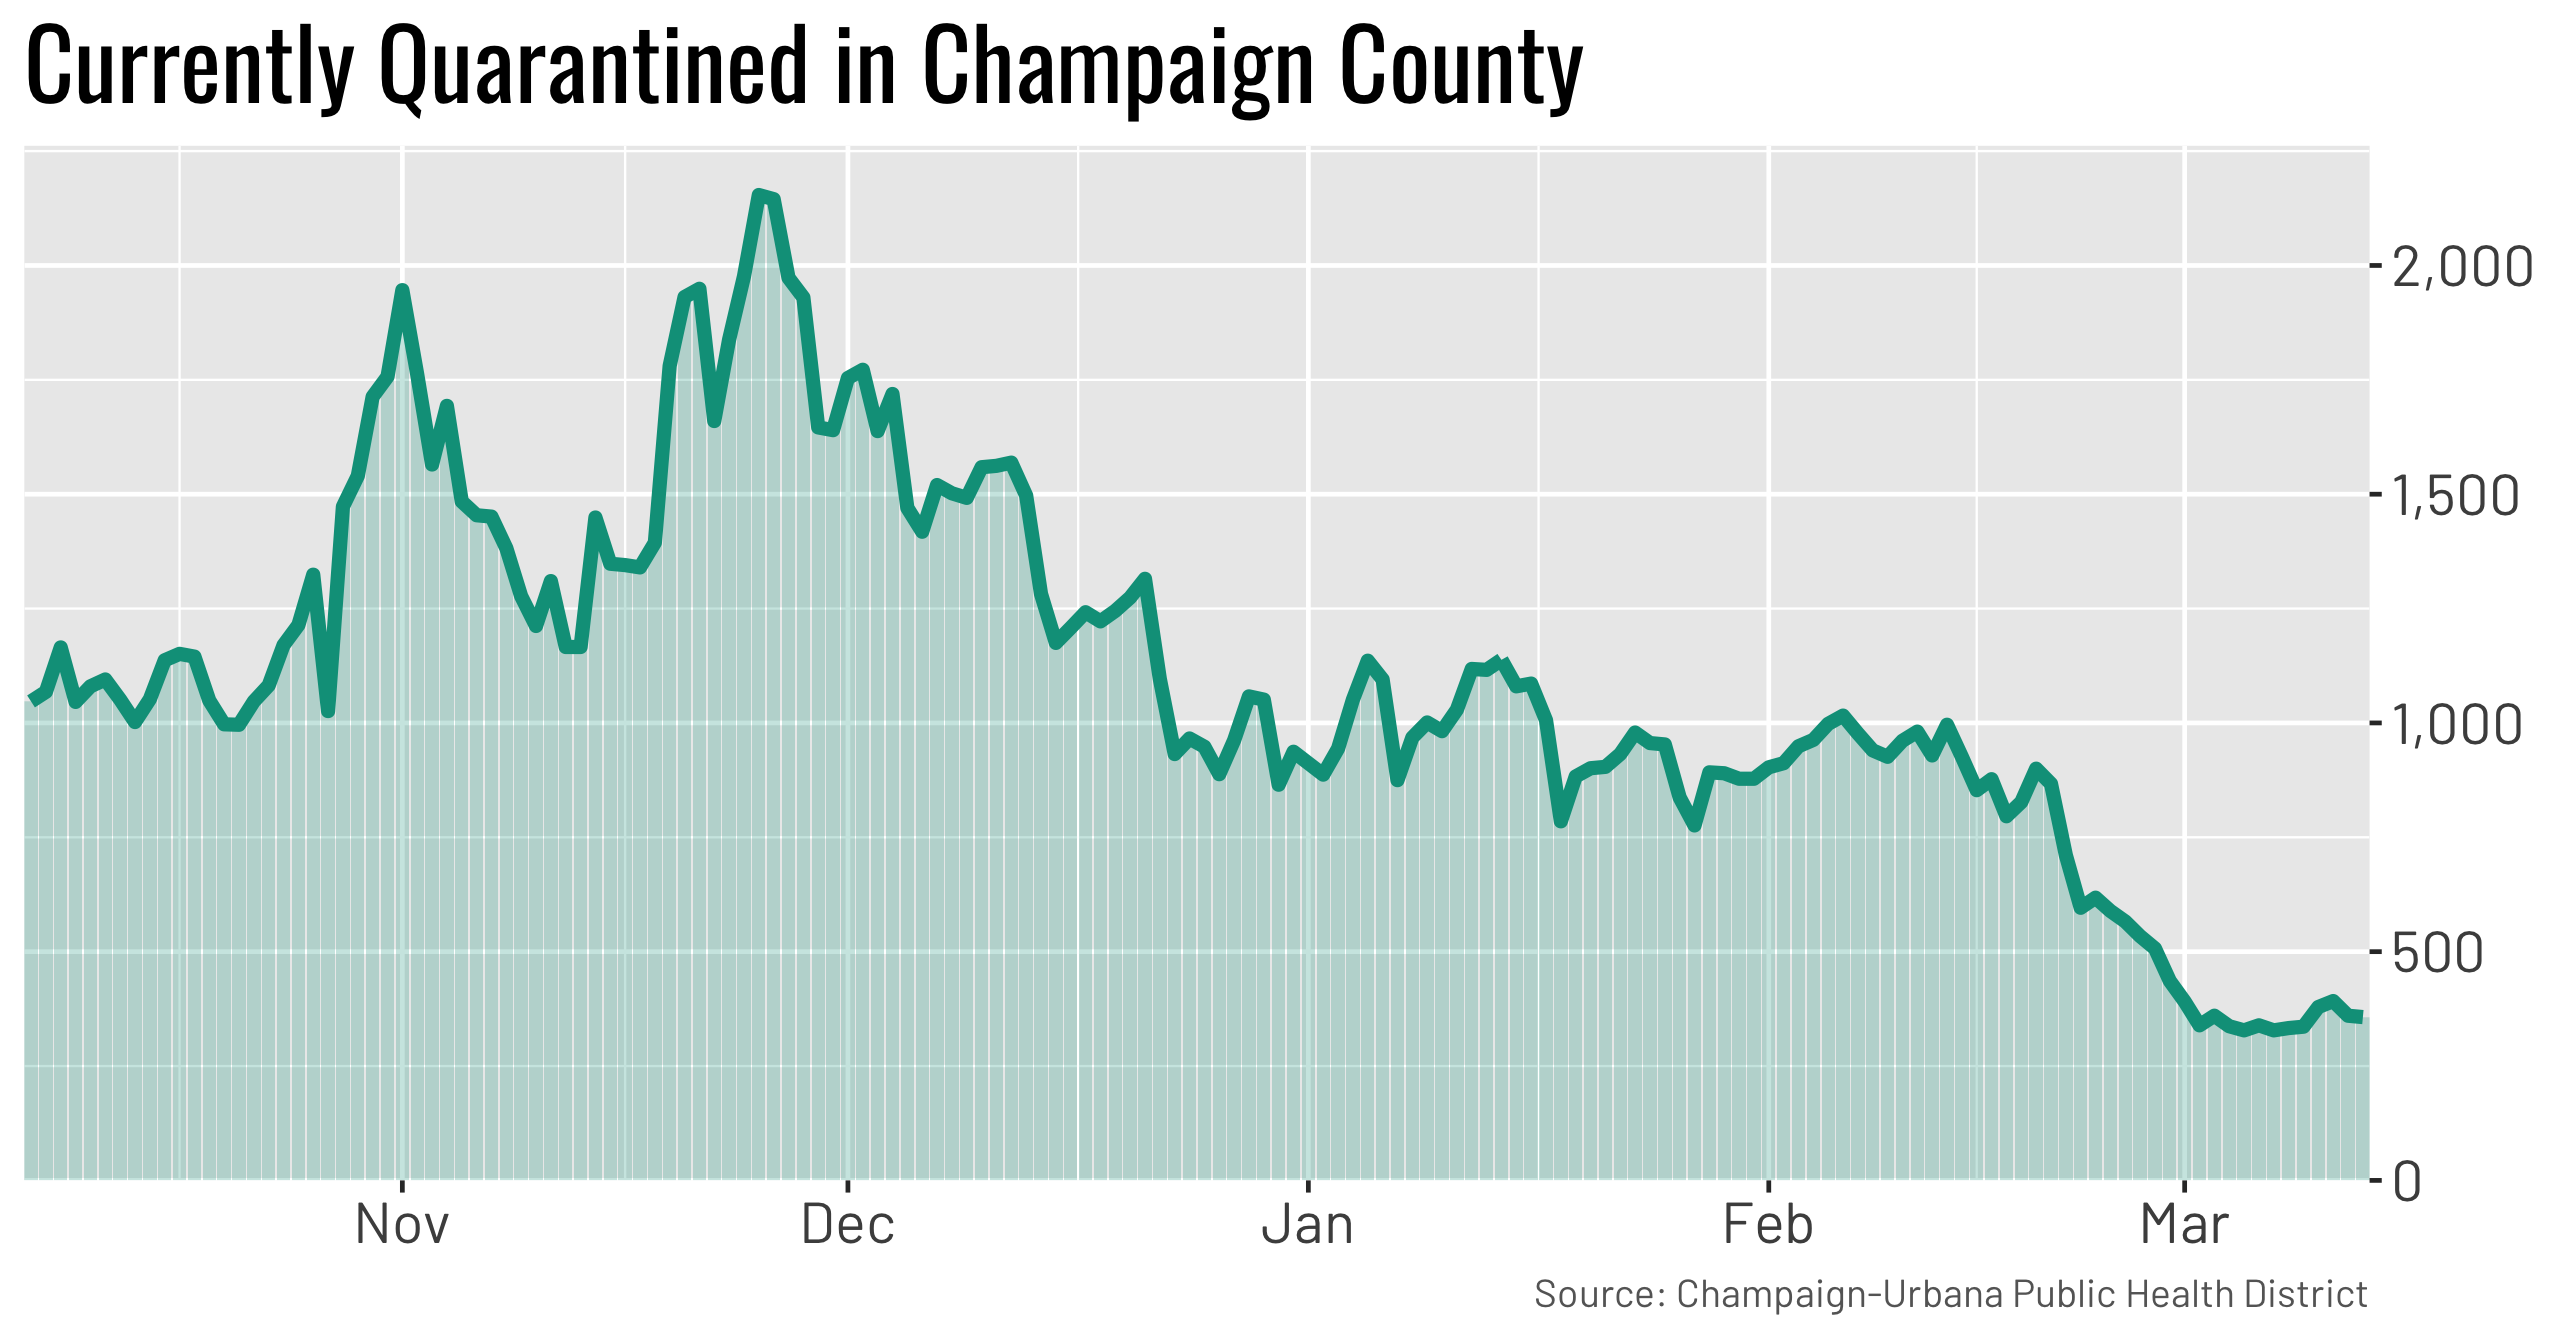 Currently Quarantined in Champaign County
2,000
1,500
1,000
500
0
Nov Dec Jan Feb Mar
Source: Champaign-Urbana Public Health District